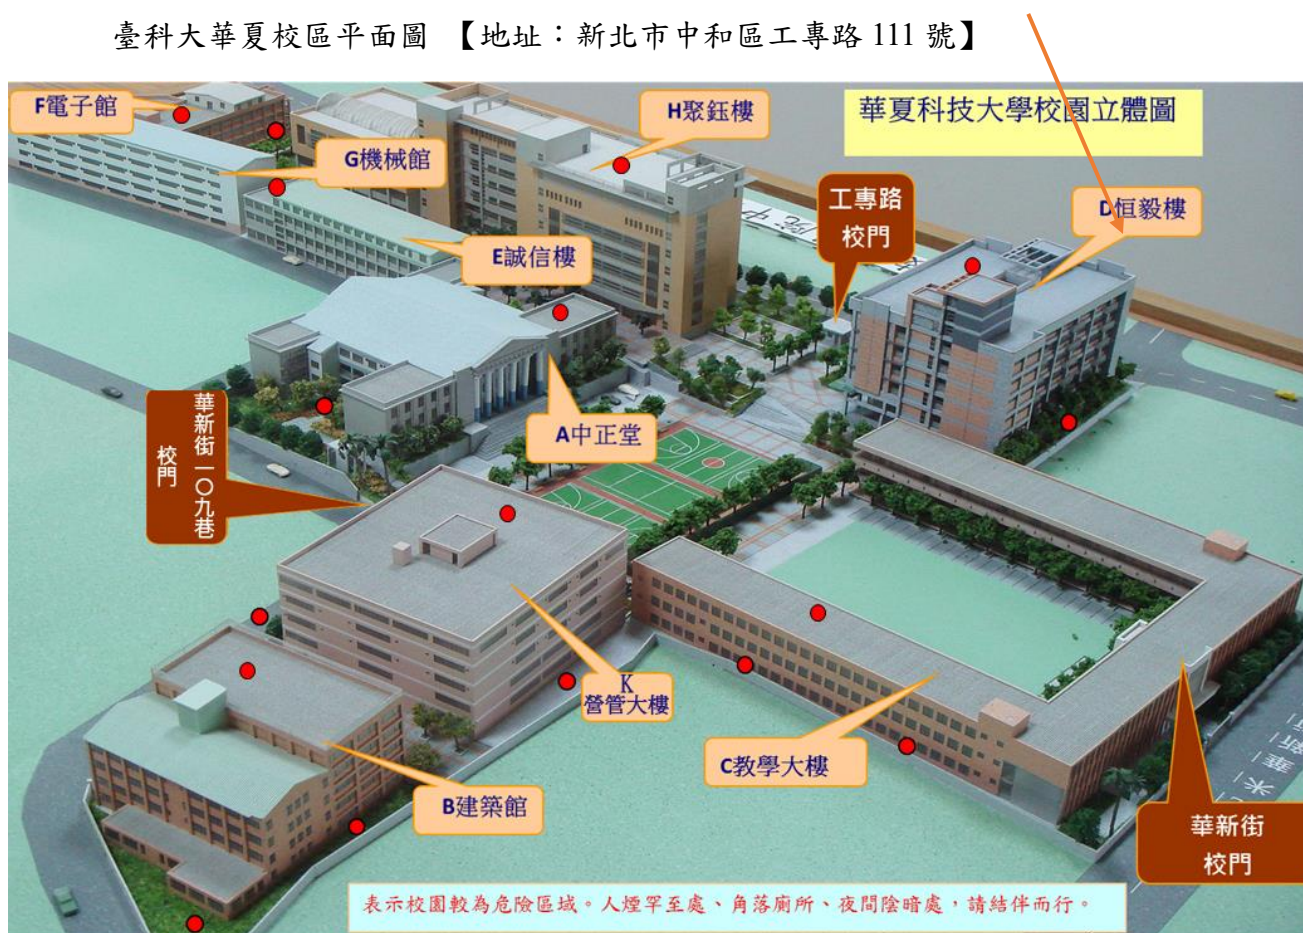 臺科大華夏校區平面圖 【地址：新北市中和區工專路 111 號】
華夏科技大學校園立體圖
F電子館
H聚鈺樓
G機械館
工專路
校門
D恒毅樓
E誠信樓
華新街一〇九巷
校門
A中正堂
K
營管大樓
C教學大樓
B建築館
華新街
校門
表示校園較為危險區域。人煙罕至處、角落廁所、夜間陰暗處，請結伴而行。